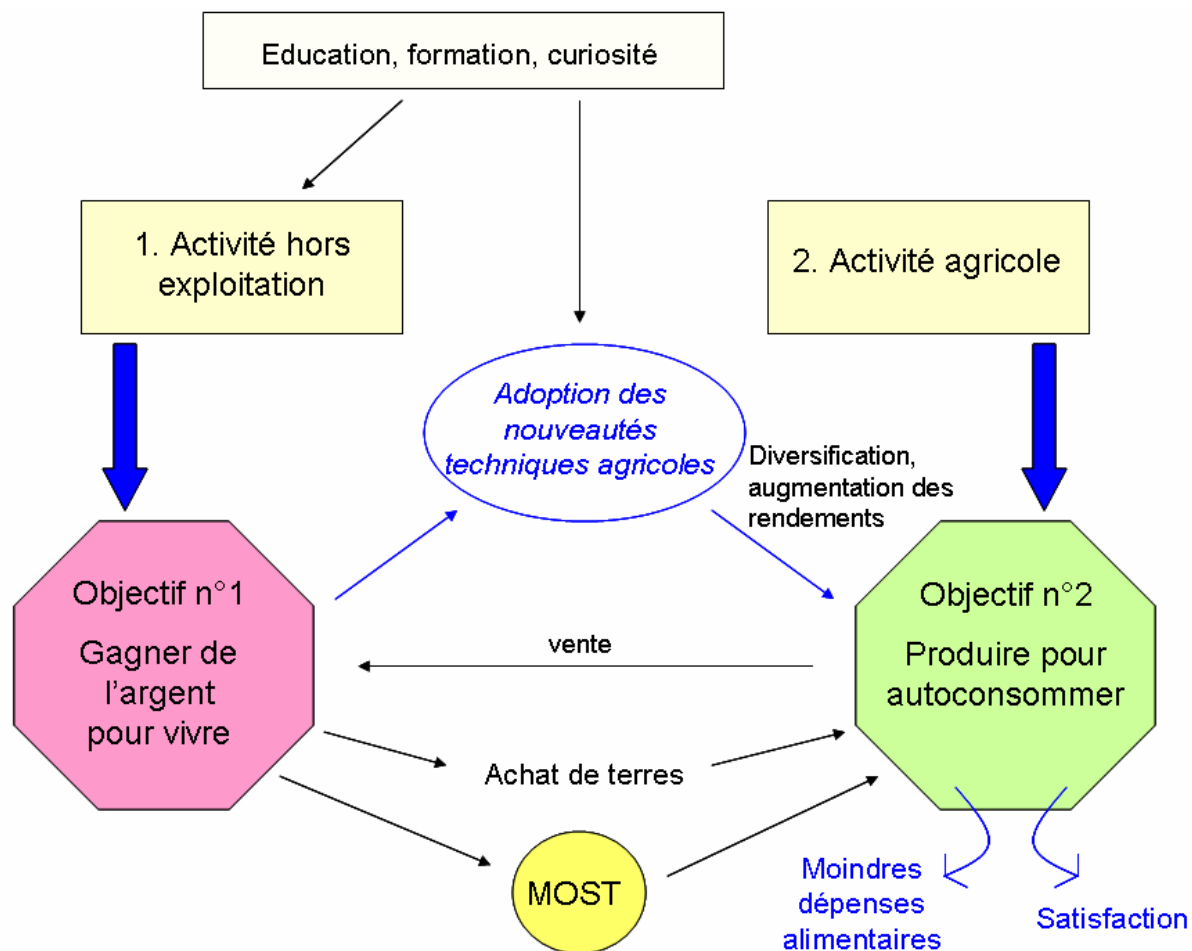 Education, formation, curiosité
1. Activité hors
exploitation
2. Activité agricole
Adoption des
nouveautés
techniques agricoles
Diversification,
augmentation des
rendements
Objectif n°1
Gagner de
l'argent
pour vivre
vente
Objectif n°2
Produire pour
autoconsommer
Achat de terres
MOST
Moindres
dépenses
alimentaires
Satisfaction